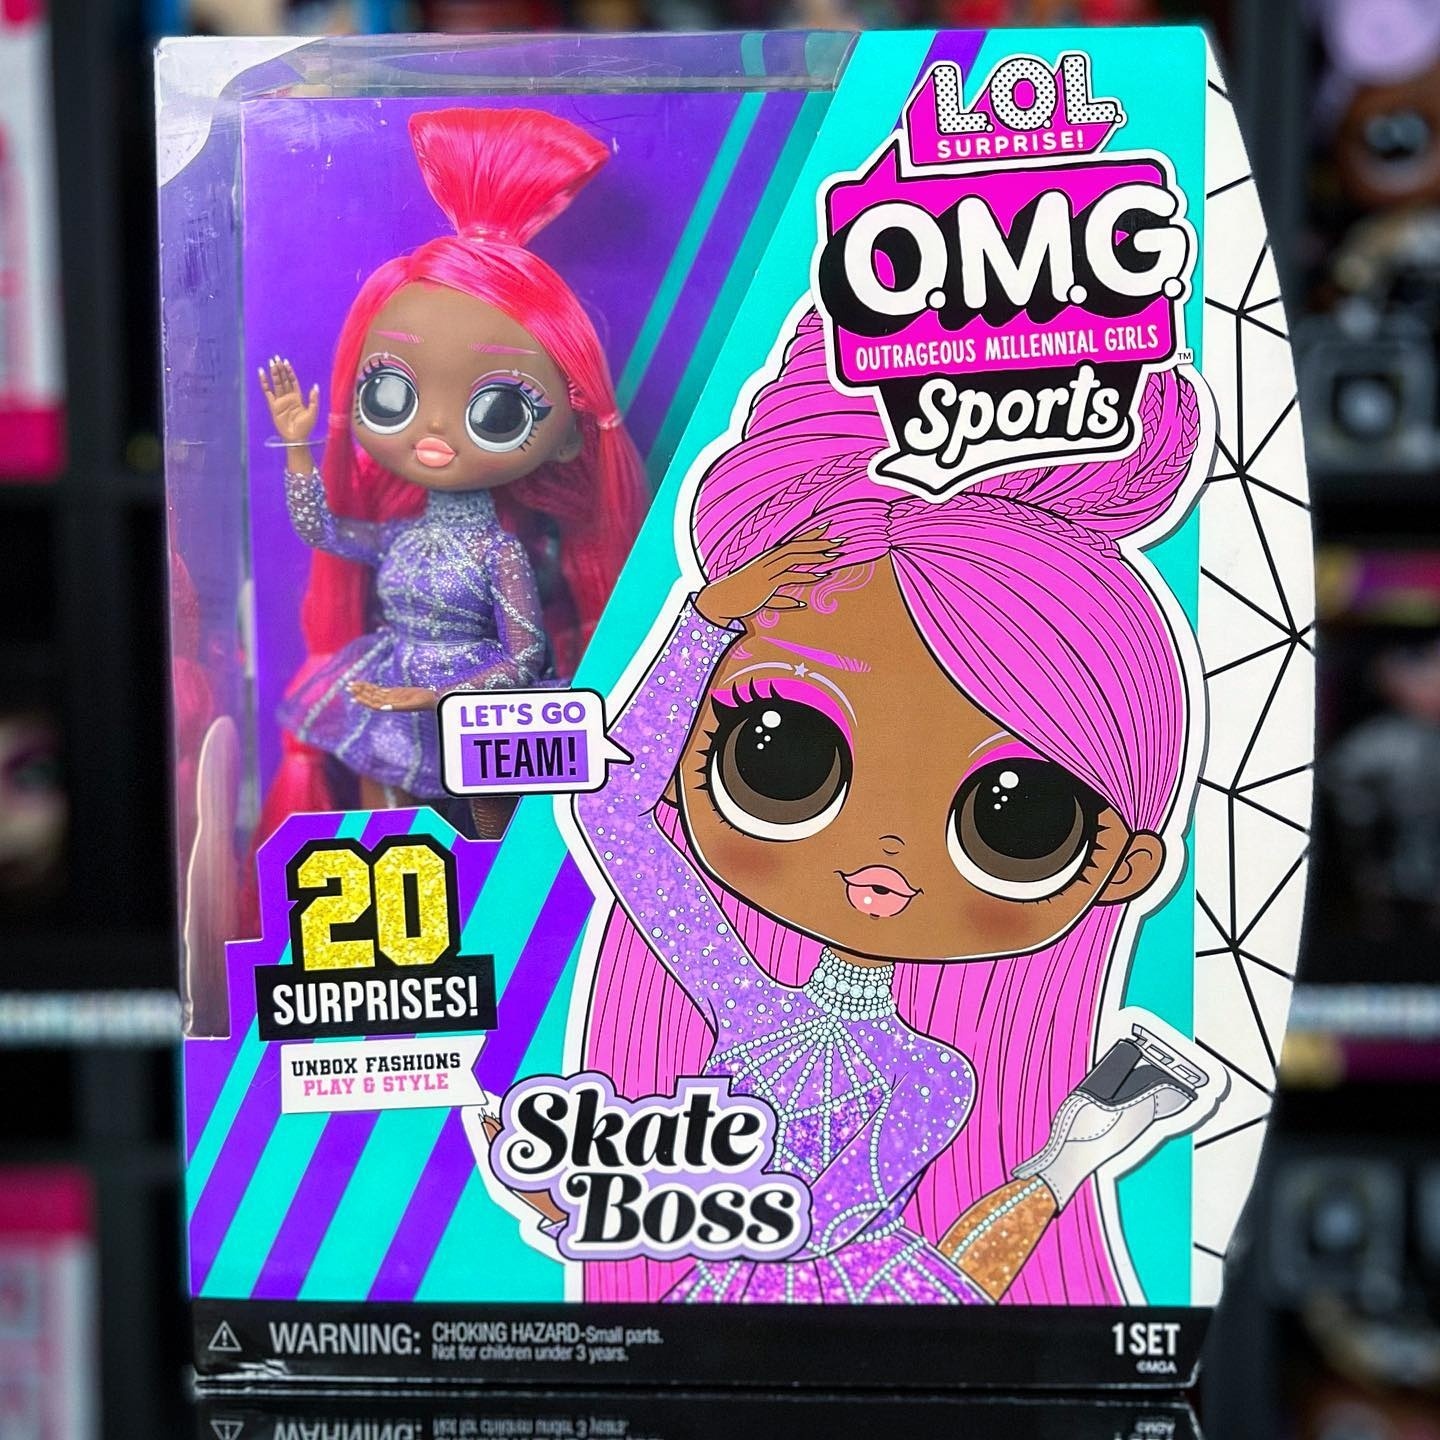 L.O.L.
SURPRISE!
O.M.G.
OUTRAGEOUS MILLENNIAL GIRLS
TM
Sports
LET'S GO
TEAM!
20
SURPRISES!
UNBOX FASHIONS
PLAY & STYLE
Skate
Boss
WARNING: CHOKING HAZARD-Small parts.
Not for children under 3 years.
1 SET
©MGA